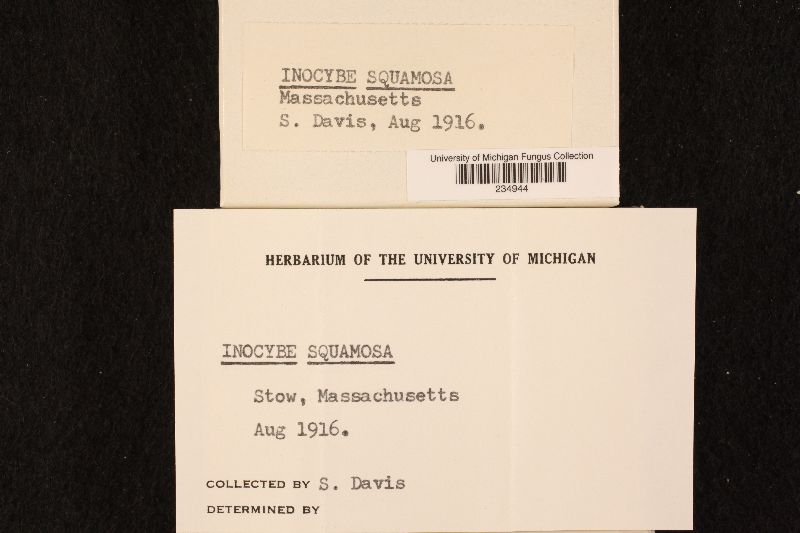 INOCYBE SQUAMOSA
Massachusetts
S. Davis, Aug 1916.
University of Michigan Fungus Collection
234944
HERBARIUM OF THE UNIVERSITY OF MICHIGAN
INOCYBE SQUAMOSA
Stow, Massachusetts
Aug 1916.
COLLECTED BY S. Davis
DETERMINED BY